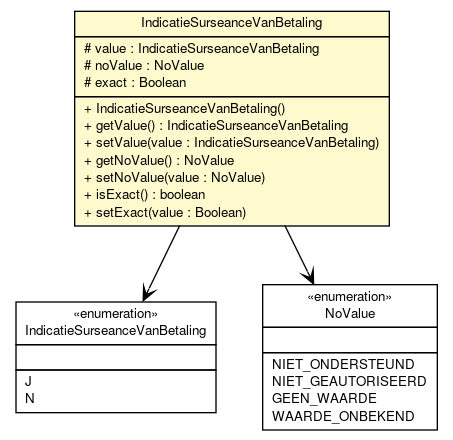 IndicatieSurseanceVanBetaling
# value : IndicatieSurseanceVanBetaling
# noValue : NoValue
# exact : Boolean
+ IndicatieSurseanceVanBetaling()
+ getValue() : IndicatieSurseanceVanBetaling
+ setValue(value : IndicatieSurseanceVanBetaling)
+ getNoValue() : NoValue
+ setNoValue(value : NoValue)
+ isExact() : boolean
+ setExact(value : Boolean)
«enumeration»
IndicatieSurseanceVanBetaling
J
N
«enumeration»
NoValue
NIET_ONDERSTEUND
NIET_GEAUTORISEERD
GEEN_WAARDE
WAARDE_ONBEKEND